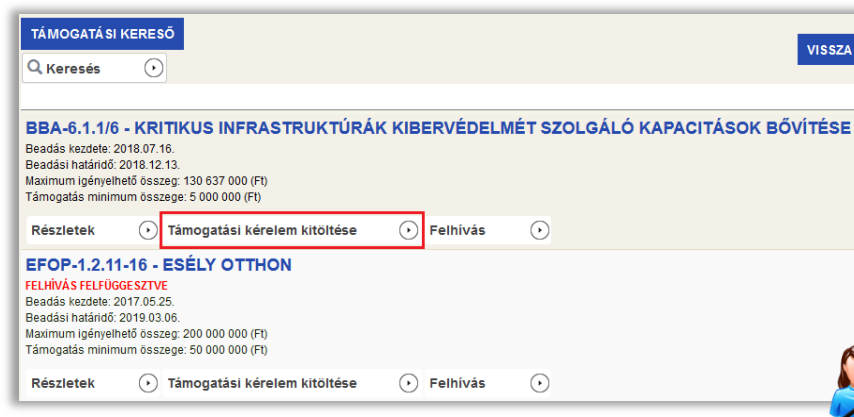 TÁMOGATÁSI KERESŐ
VISSZA
Keresés
BBA-6.1.1/6 - KRITIKUS INFRASTRUKTÚRÁK KIBERVÉDELMÉT SZOLGÁLÓ KAPACITÁSOK BŐVÍTÉSE
Beadás kezdete: 2018.07.16.
Beadási határidő: 2018.12.13.
Maximum igényelhető összeg: 130 637 000 (Ft)
Támogatás minimum összege: 5 000 000 (Ft)
Részletek Támogatási kérelem kitöltése Felhívás
EFOP-1.2.11-16 - ESÉLY OTTHON
FELHÍVÁS FELFÜGGESZTVE
Beadás kezdete: 2017.05.25.
Beadási határidő: 2019.03.06.
Maximum igényelhető összeg: 200 000 000 (Ft)
Támogatás minimum összege: 50 000 000 (Ft)
Részletek Támogatási kérelem kitöltése Felhívás